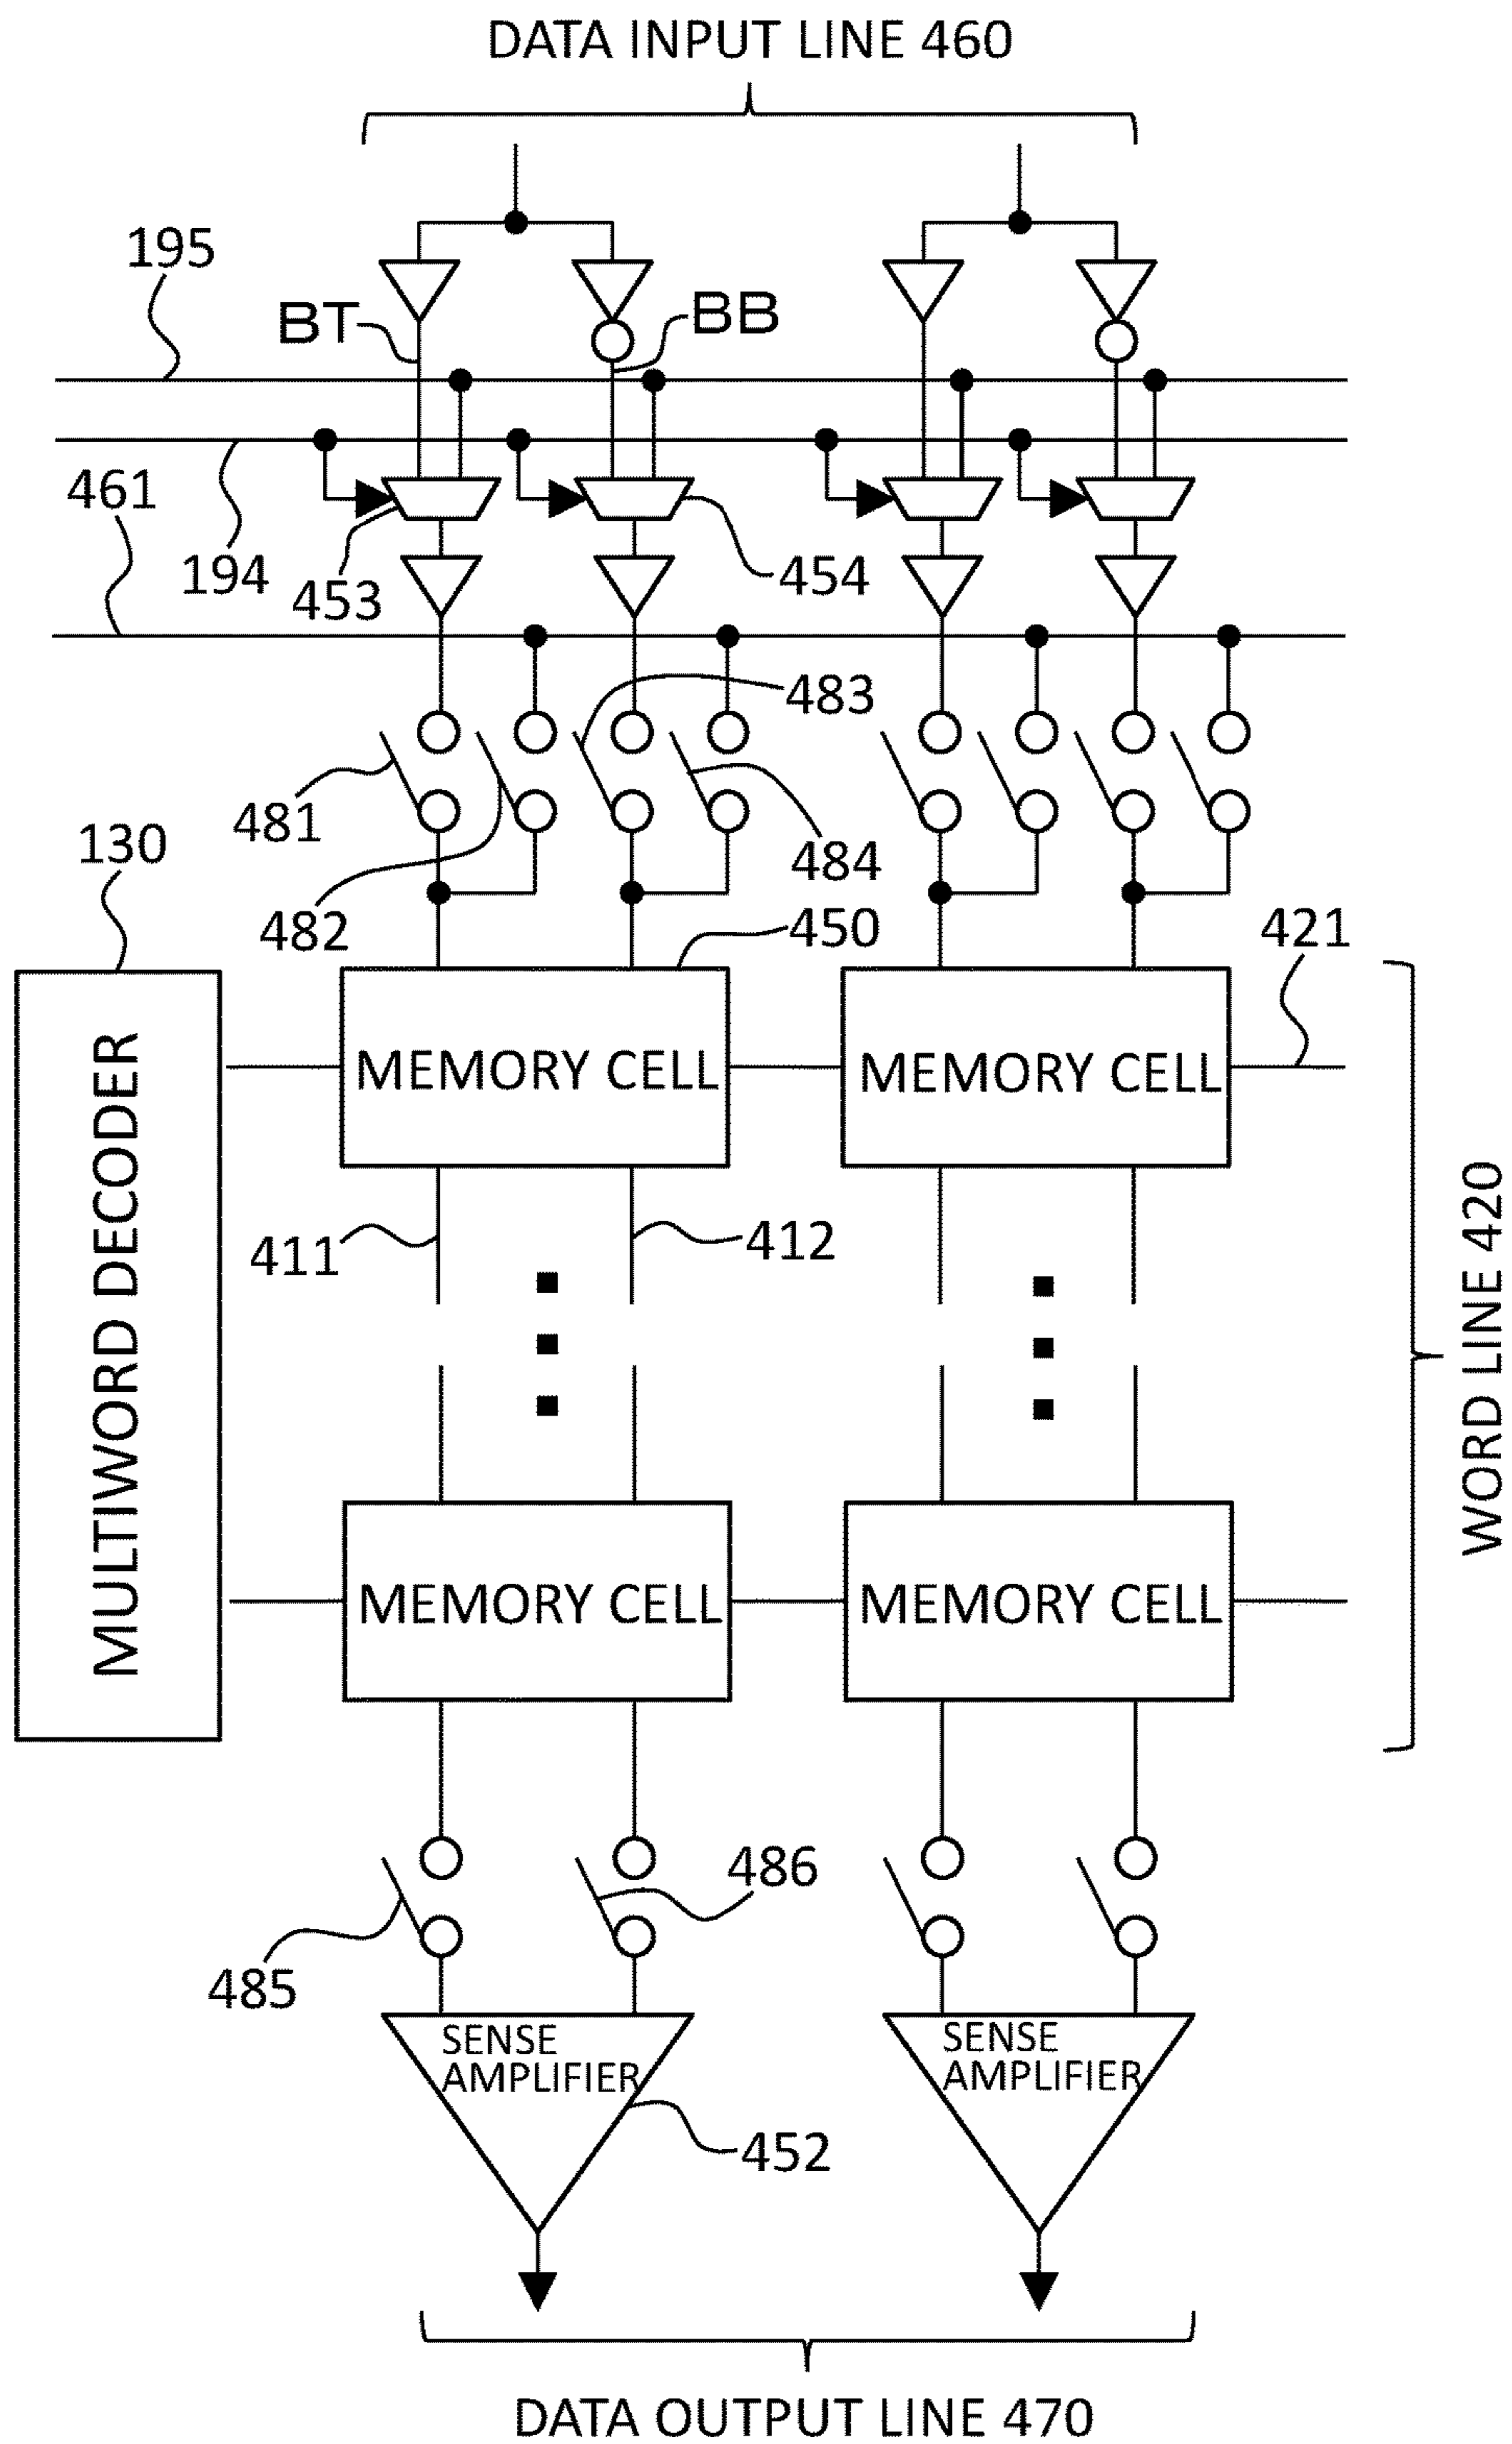 DATA INPUT LINE 460
195
BT
BB
461
194
453
454
483
481
130
484
482
450
421
MULTIWORD DECODER
MEMORY CELL
MEMORY CELL
411
412
WORD LINE 420
MEMORY CELL
MEMORY CELL
486
485
SENSE
AMPLIFIER
SENSE
AMPLIFIER
452
DATA OUTPUT LINE 470